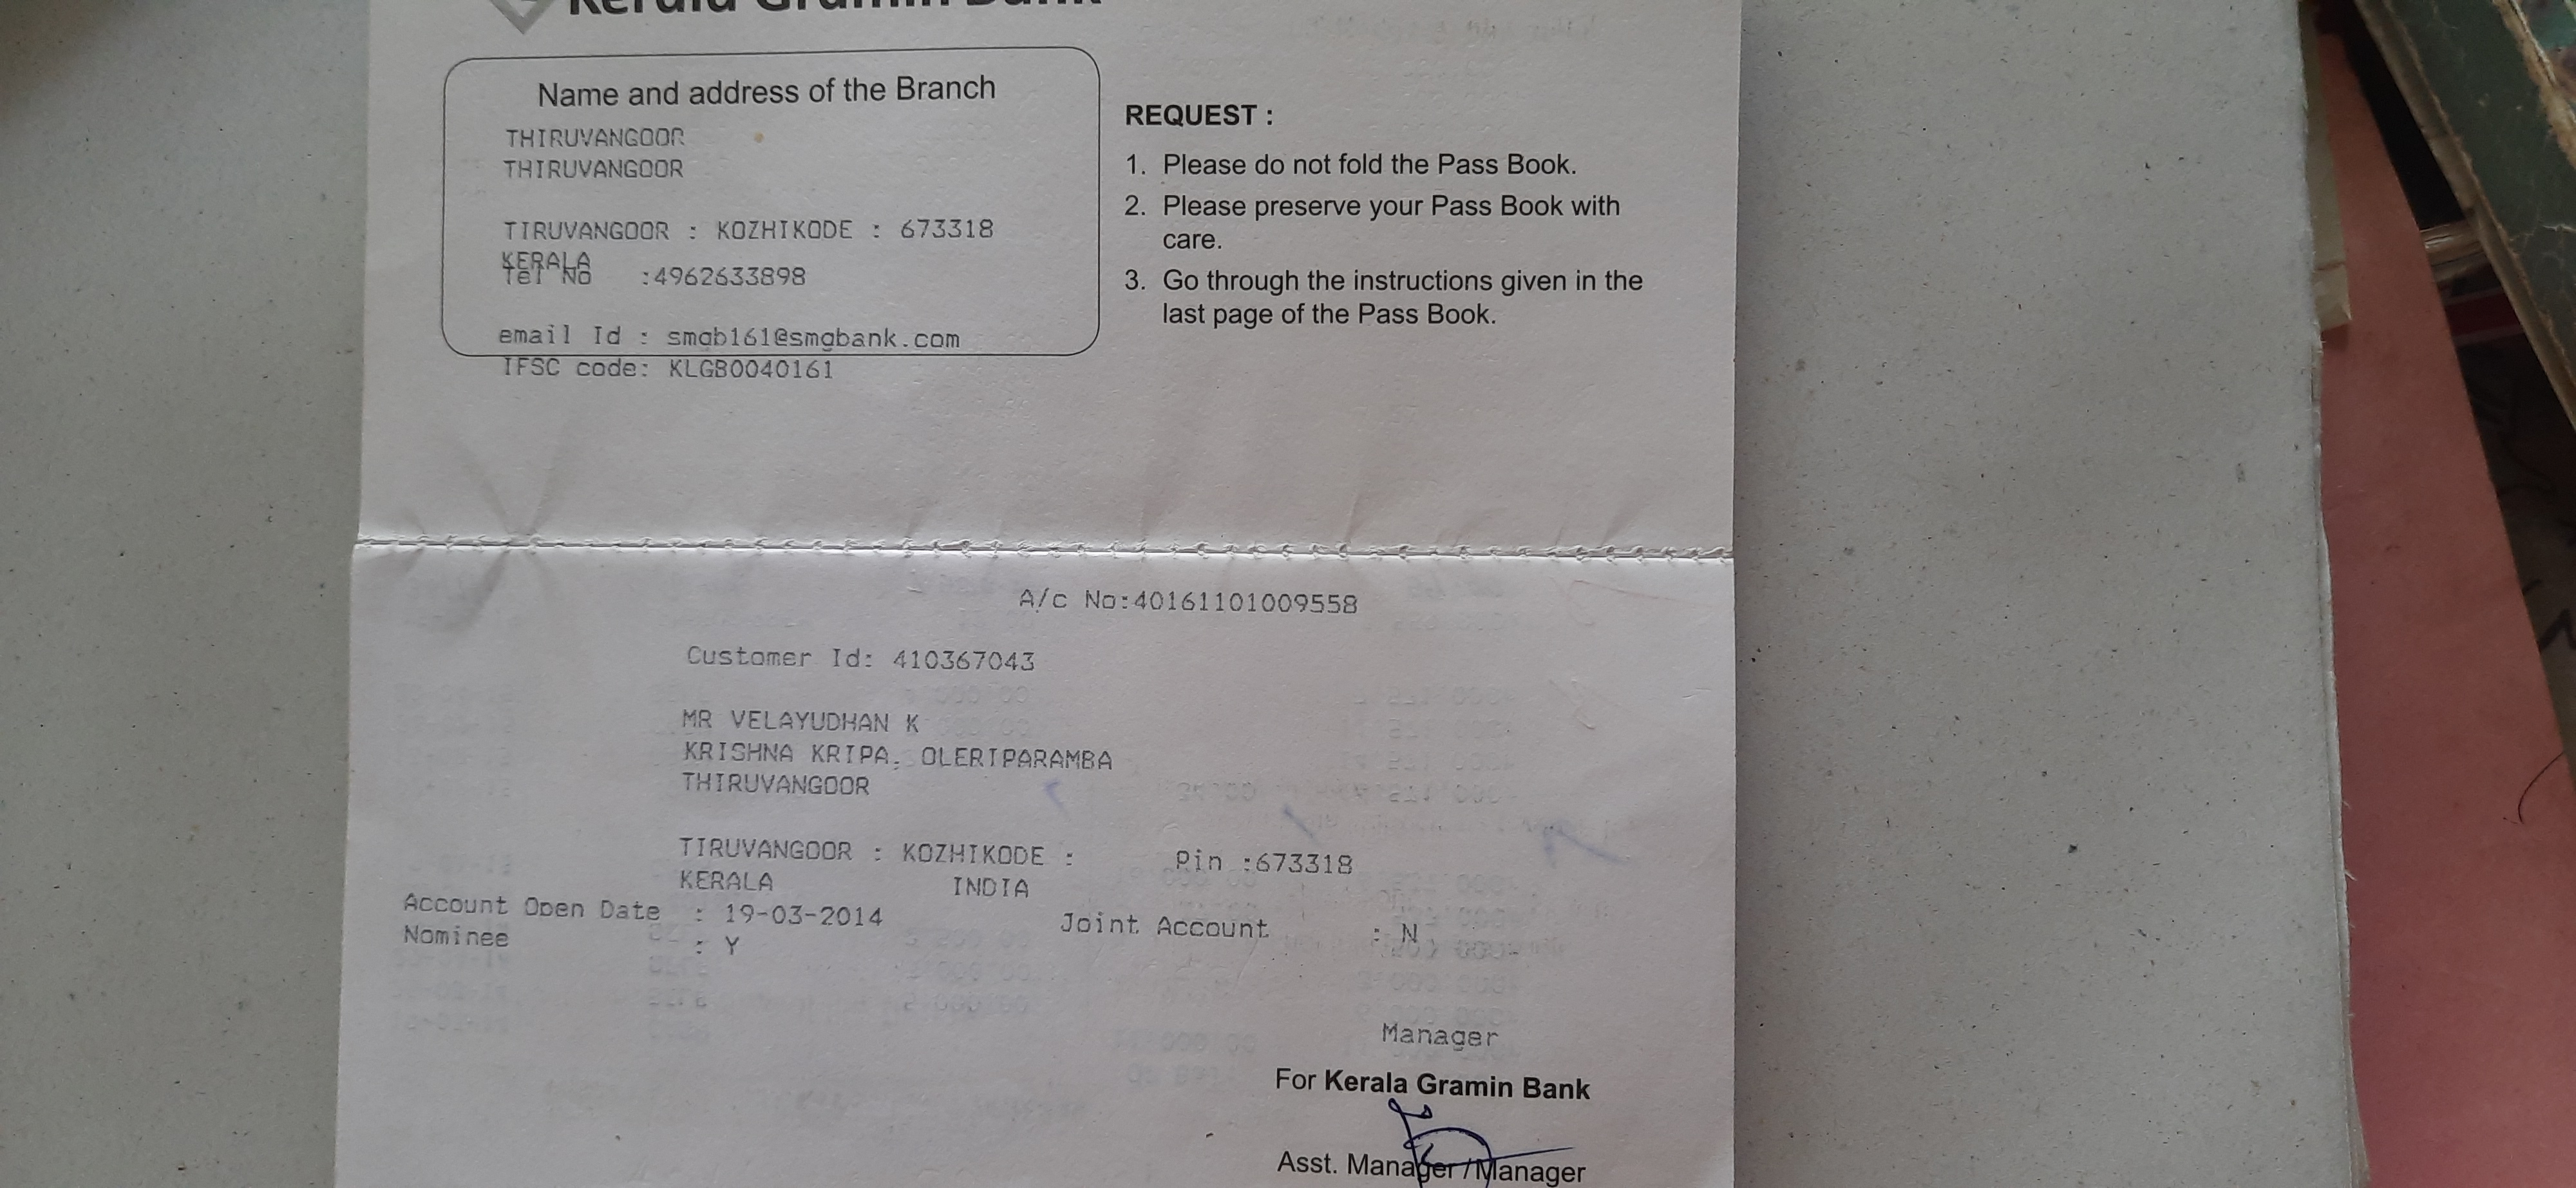 Kerala Gramin Bank
Name and address of the Branch
THIRUVANGOOR
THIRUVANGOOR
TIRUVANGOOR : KOZHIKODE : 673318
KERALA
Tel No :4962633898
email Id : smgb161@smgbank.com
IFSC code: KLGB0040161
REQUEST :
1. Please do not fold the Pass Book.
2. Please preserve your Pass Book with
care.
3. Go through the instructions given in the
last page of the Pass Book.
A/c No:40161101009558
Customer Id: 410367043
MR VELAYUDHAN K
KRISHNA KRIPA, OLERIPARAMBA
THIRUVANGOOR
TIRUVANGOOR : KOZHIKODE : Pin :673318
KERALA INDIA
Account Open Date : 19-03-2014 Joint Account : N
Nominee : Y
Manager
For Kerala Gramin Bank
Asst. Manager/Manager